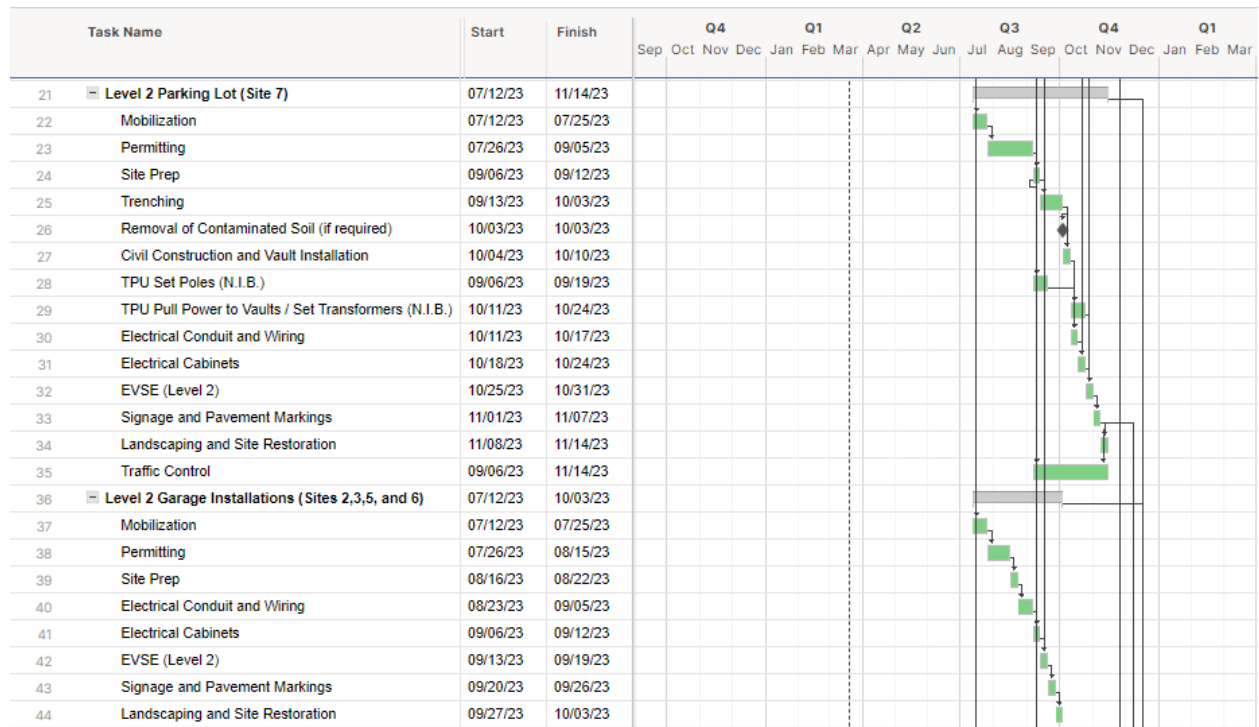 Task Name Start Finish Q4 Q1 Q2 Q3 Q4 Q1
Sep Oct Nov Dec Jan Feb Mar Apr May Jun Jul Aug Sep Oct Nov Dec Jan Feb Mar
21 Level 2 Parking Lot (Site 7) 07/12/23 11/14/23
22 Mobilization 07/12/23 07/25/23
23 Permitting 07/26/23 09/05/23
24 Site Prep 09/06/23 09/12/23
25 Trenching 09/13/23 10/03/23
26 Removal of Contaminated Soil (if required) 10/03/23 10/03/23
27 Civil Construction and Vault Installation 10/04/23 10/10/23
28 TPU Set Poles (N.I.B.) 09/06/23 09/19/23
29 TPU Pull Power to Vaults / Set Transformers (N.I.B.) 10/11/23 10/24/23
30 Electrical Conduit and Wiring 10/11/23 10/17/23
31 Electrical Cabinets 10/18/23 10/24/23
32 EVSE (Level 2) 10/25/23 10/31/23
33 Signage and Pavement Markings 11/01/23 11/07/23
34 Landscaping and Site Restoration 11/08/23 11/14/23
35 Traffic Control 09/06/23 11/14/23
36 Level 2 Garage Installations (Sites 2,3,5, and 6) 07/12/23 10/03/23
37 Mobilization 07/12/23 07/25/23
38 Permitting 07/26/23 08/15/23
39 Site Prep 08/16/23 08/22/23
40 Electrical Conduit and Wiring 08/23/23 09/05/23
41 Electrical Cabinets 09/06/23 09/12/23
42 EVSE (Level 2) 09/13/23 09/19/23
43 Signage and Pavement Markings 09/20/23 09/26/23
44 Landscaping and Site Restoration 09/27/23 10/03/23